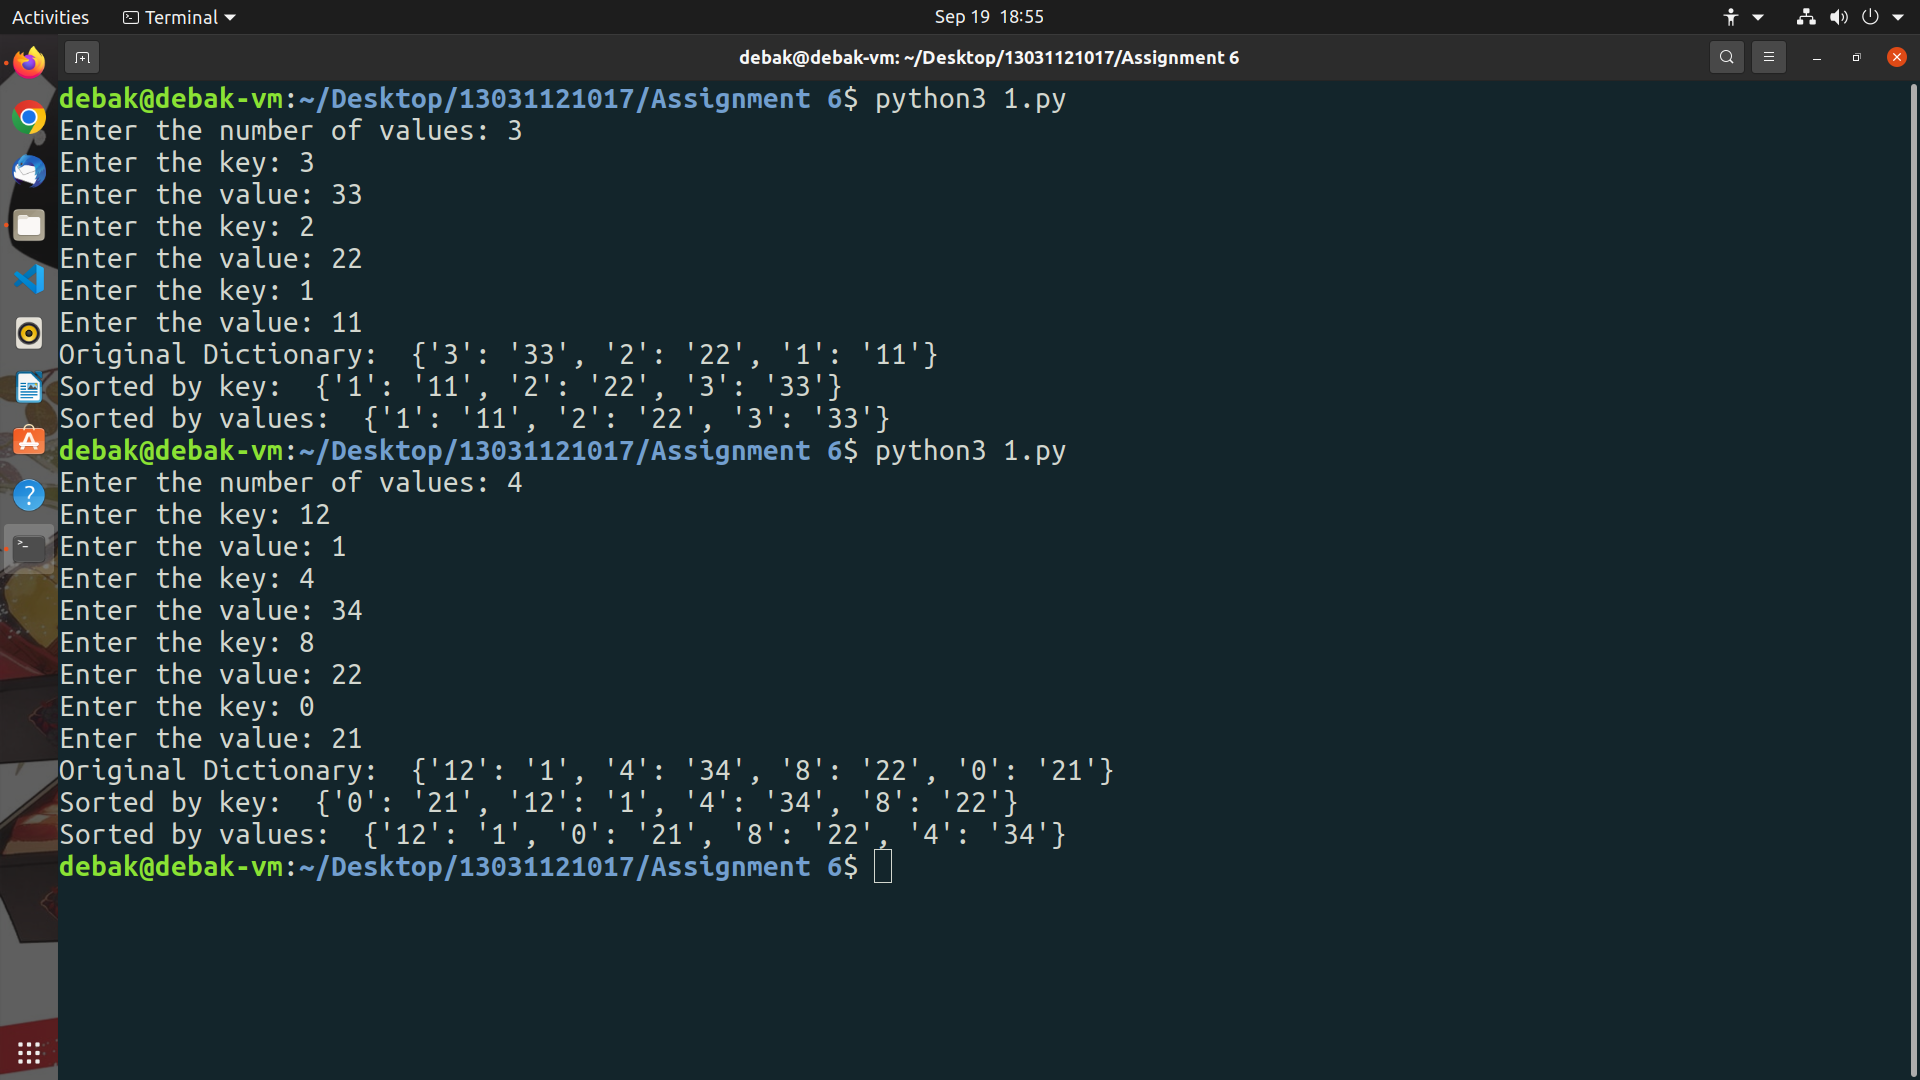 Activities Terminal Sep 19 18:55
debak@debak-vm: ~/Desktop/13031121017/Assignment 6
debak@debak-vm:~/Desktop/13031121017/Assignment 6$ python3 1.py
Enter the number of values: 3
Enter the key: 3
Enter the value: 33
Enter the key: 2
Enter the value: 22
Enter the key: 1
Enter the value: 11
Original Dictionary:  {'3': '33', '2': '22', '1': '11'}
Sorted by key:  {'1': '11', '2': '22', '3': '33'}
Sorted by values:  {'1': '11', '2': '22', '3': '33'}
debak@debak-vm:~/Desktop/13031121017/Assignment 6$ python3 1.py
Enter the number of values: 4
Enter the key: 12
Enter the value: 1
Enter the key: 4
Enter the value: 34
Enter the key: 8
Enter the value: 22
Enter the key: 0
Enter the value: 21
Original Dictionary:  {'12': '1', '4': '34', '8': '22', '0': '21'}
Sorted by key:  {'0': '21', '12': '1', '4': '34', '8': '22'}
Sorted by values:  {'12': '1', '0': '21', '8': '22', '4': '34'}
debak@debak-vm:~/Desktop/13031121017/Assignment 6$